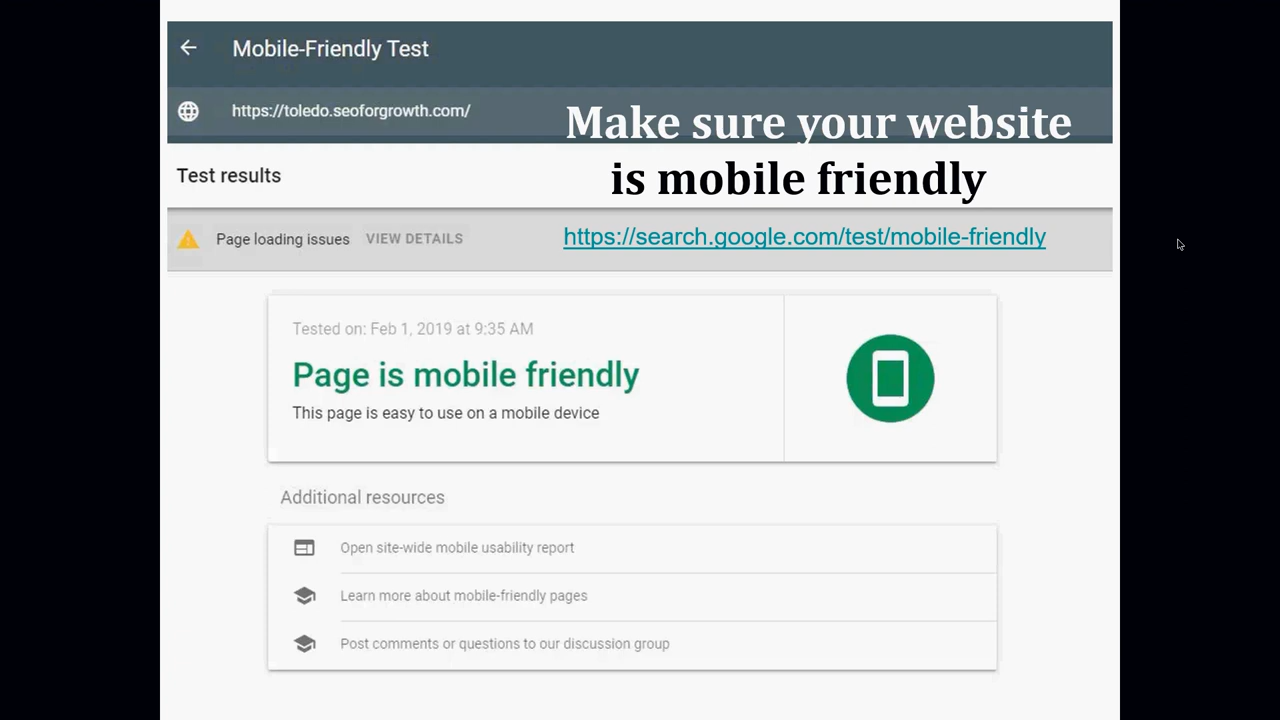 Mobile-Friendly Test
https://toledo.seoforgrowth.com/
Make sure your website
is mobile friendly
Test results
Page loading issues VIEW DETAILS
https://search.google.com/test/mobile-friendly
Tested on: Feb 1, 2019 at 9:35 AM
Page is mobile friendly
This page is easy to use on a mobile device
Additional resources
Open site-wide mobile usability report
Learn more about mobile-friendly pages
Post comments or questions to our discussion group